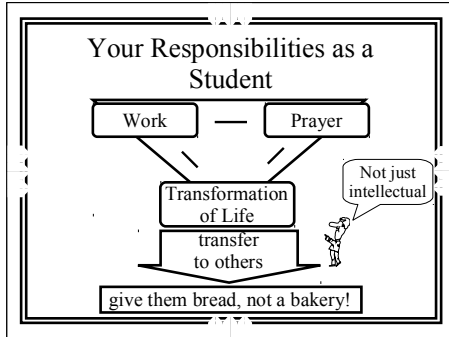 Your Responsibilities as a
Student
Work
Prayer
Not just
intellectual
Transformation
of Life
transfer
to others
give them bread, not a bakery!